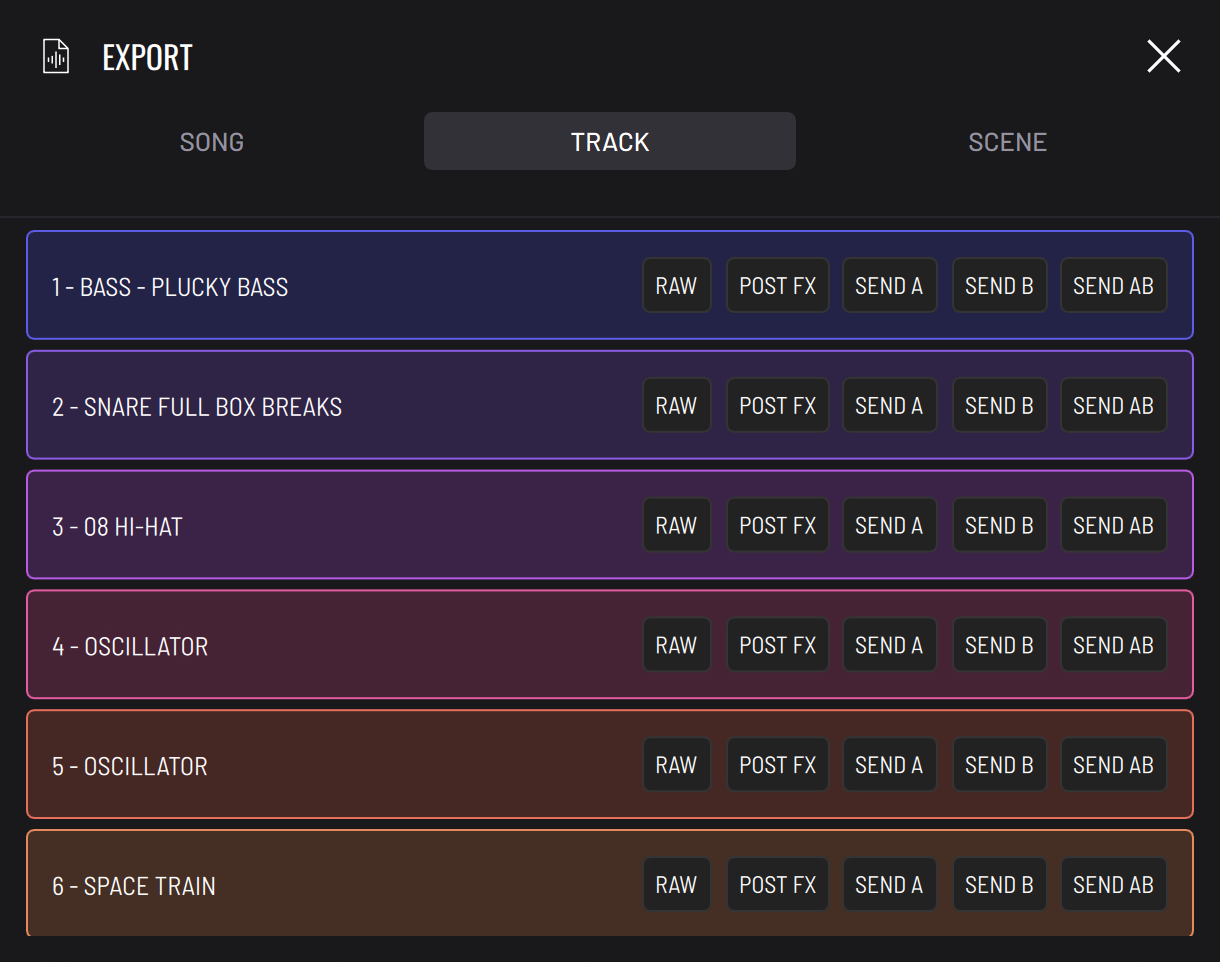 EXPORT
SONG TRACK SCENE
1 - BASS - PLUCKY BASS RAW POST FX SEND A SEND B SEND AB
2 - SNARE FULL BOX BREAKS RAW POST FX SEND A SEND B SEND AB
3 - 08 HI-HAT RAW POST FX SEND A SEND B SEND AB
4 - OSCILLATOR RAW POST FX SEND A SEND B SEND AB
5 - OSCILLATOR RAW POST FX SEND A SEND B SEND AB
6 - SPACE TRAIN RAW POST FX SEND A SEND B SEND AB